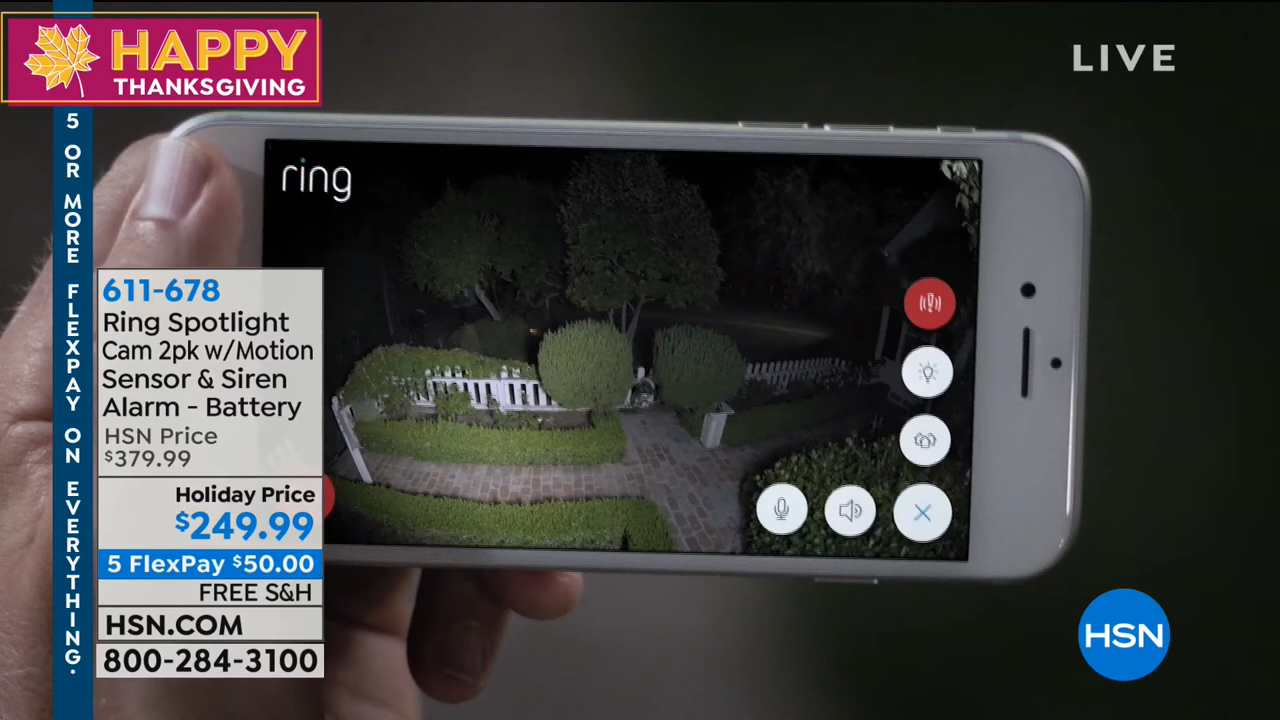 HAPPY
THANKSGIVING
LIVE
5 OR MORE FLEXPAY ON EVERYTHING.
ring
611-678
Ring Spotlight
Cam 2pk w/Motion
Sensor & Siren
Alarm - Battery
HSN Price
$379.99
Holiday Price
$249.99
5 FlexPay $50.00
FREE S&H
HSN.COM
800-284-3100
HSN